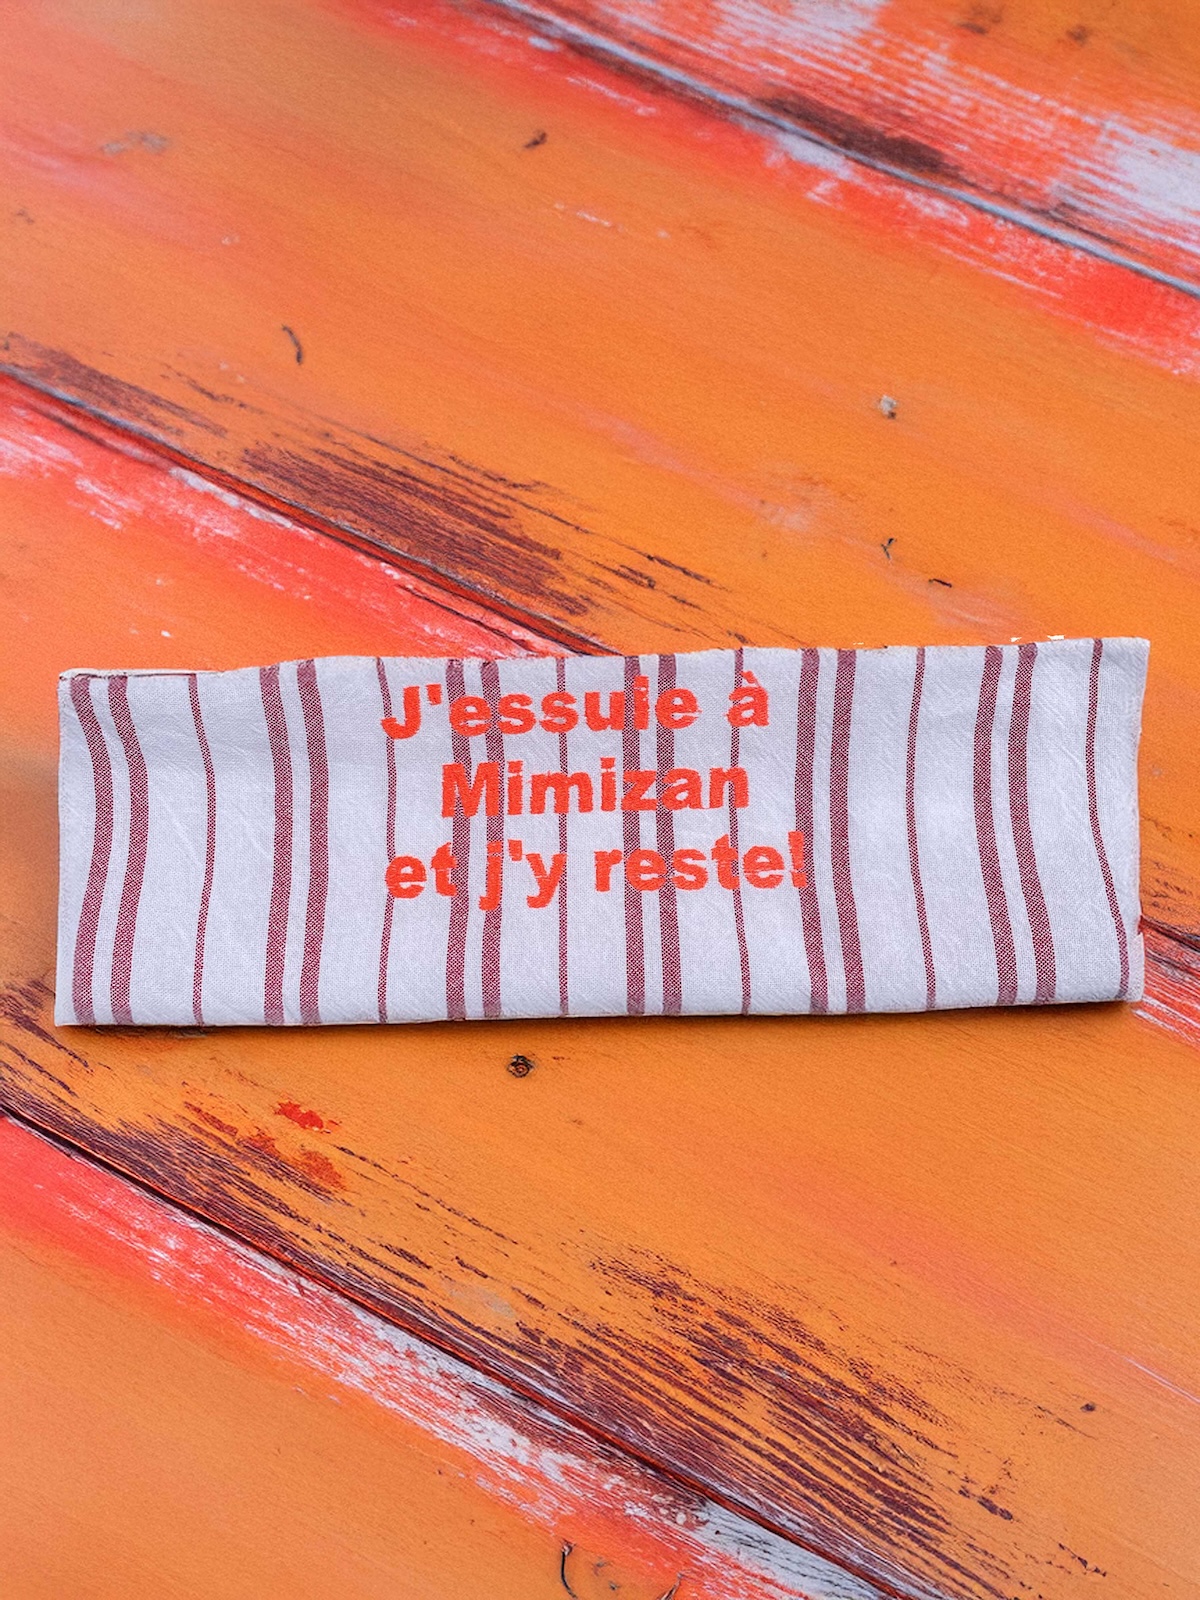 J'essuie à
Mimizan
et j'y reste!